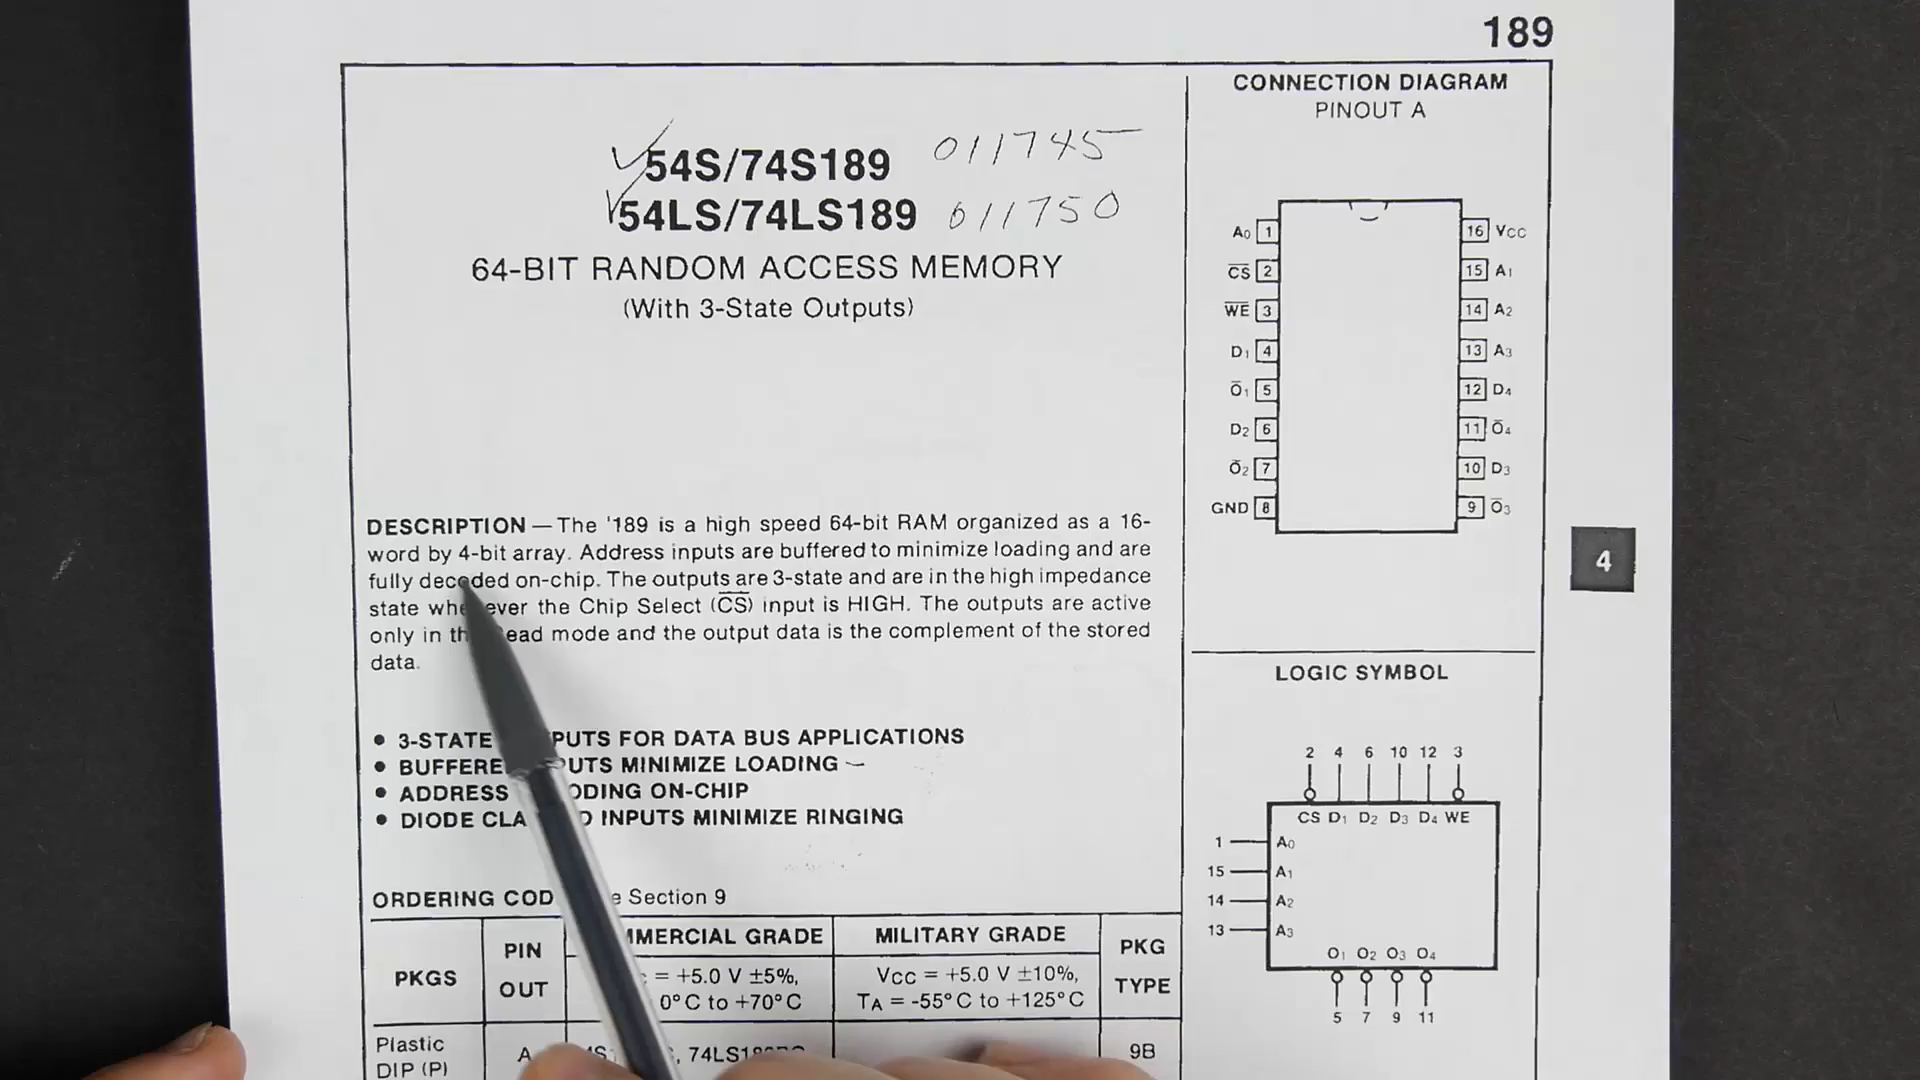 189
54S/74S189 011745
54LS/74LS189 011750
64-BIT RANDOM ACCESS MEMORY
(With 3-State Outputs)
DESCRIPTION — The '189 is a high speed 64-bit RAM organized as a 16-
word by 4-bit array. Address inputs are buffered to minimize loading and are
fully decoded on-chip. The outputs are 3-state and are in the high impedance
state whenever the Chip Select (C̅S̅) input is HIGH. The outputs are active
only in the ead mode and the output data is the complement of the stored
data.
• 3-STATE PUTS FOR DATA BUS APPLICATIONS
• BUFFERE UTS MINIMIZE LOADING
• ADDRESS ODING ON-CHIP
• DIODE CLA D INPUTS MINIMIZE RINGING
ORDERING COD e Section 9
PKGS
PIN
OUT
MMERCIAL GRADE
= +5.0 V ±5%,
0°C to +70°C
MILITARY GRADE
VCC = +5.0 V ±10%,
TA = -55°C to +125°C
PKG
TYPE
Plastic
DIP (P)
A
74LS189
9B
CONNECTION DIAGRAM
PINOUT A
A0 1
C̅S̅ 2
W̅E̅ 3
D1 4
O̅1 5
D2 6
O̅2 7
GND 8
16 VCC
15 A1
14 A2
13 A3
12 D4
11 O̅4
10 D3
9 O̅3
4
LOGIC SYMBOL
2 4 6 10 12 3
CS D1 D2 D3 D4 WE
1 A0
15 A1
14 A2
13 A3
O1 O2 O3 O4
5 7 9 11